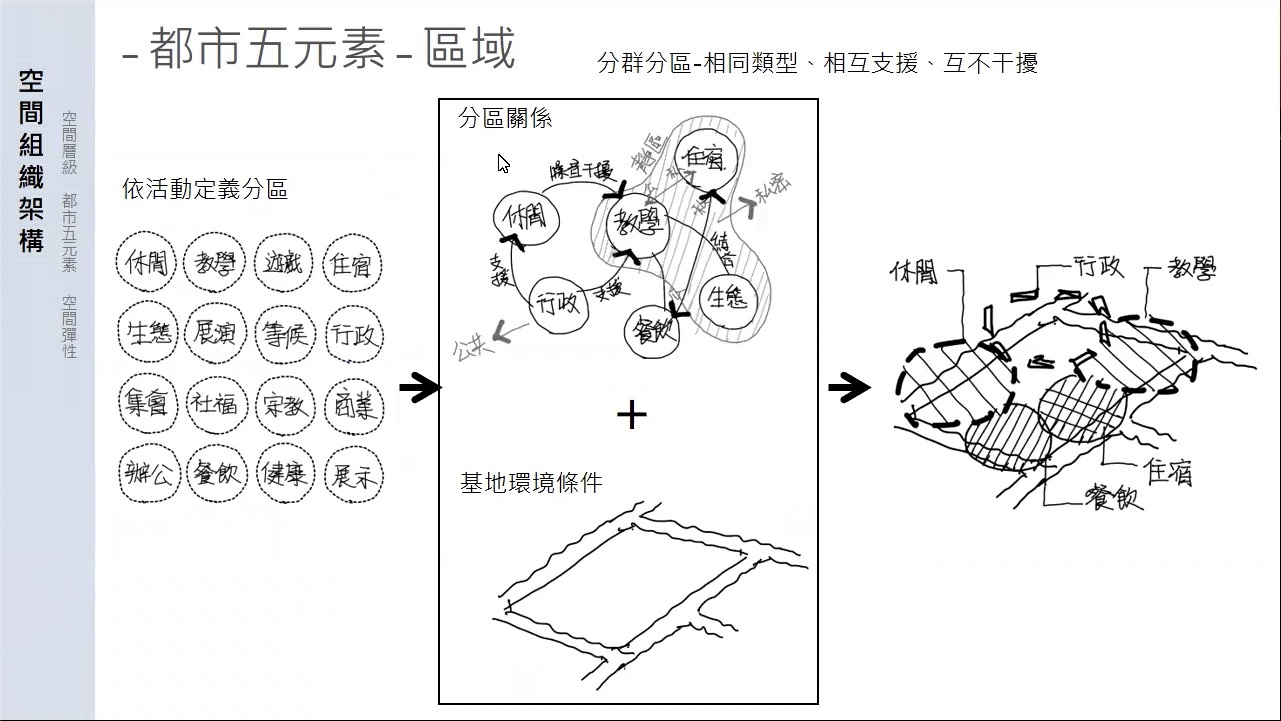 空間組織架構
空間層級 都市五元素 空間彈性
-都市五元素-區域
分群分區-相同類型、相互支援、互不干擾
依活動定義分區
休閒 教學 遊戲 住宿
生態 展演 等候 行政
集會 社福 宗教 商業
辦公 餐飲 健康 展示
分區關係
噪音干擾
靜區
住宿
私密
休閒
教學
結合
支援
行政
支援
生態
餐飲
公共
+
基地環境條件
休閒
行政
教學
住宿
餐飲